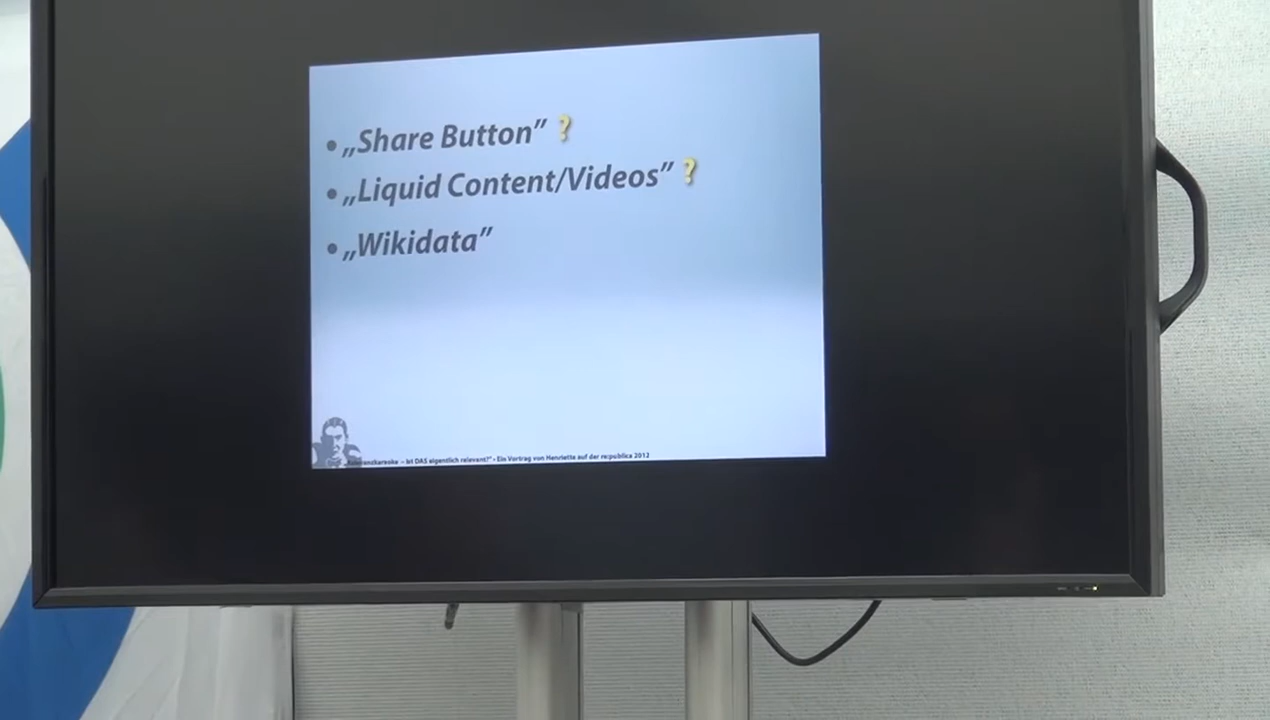 • „Share Button” ?
• „Liquid Content/Videos” ?
• „Wikidata”
– Ist DAS eigentlich relevant?" - Ein Vortrag von Henriette auf der re:publica 2012